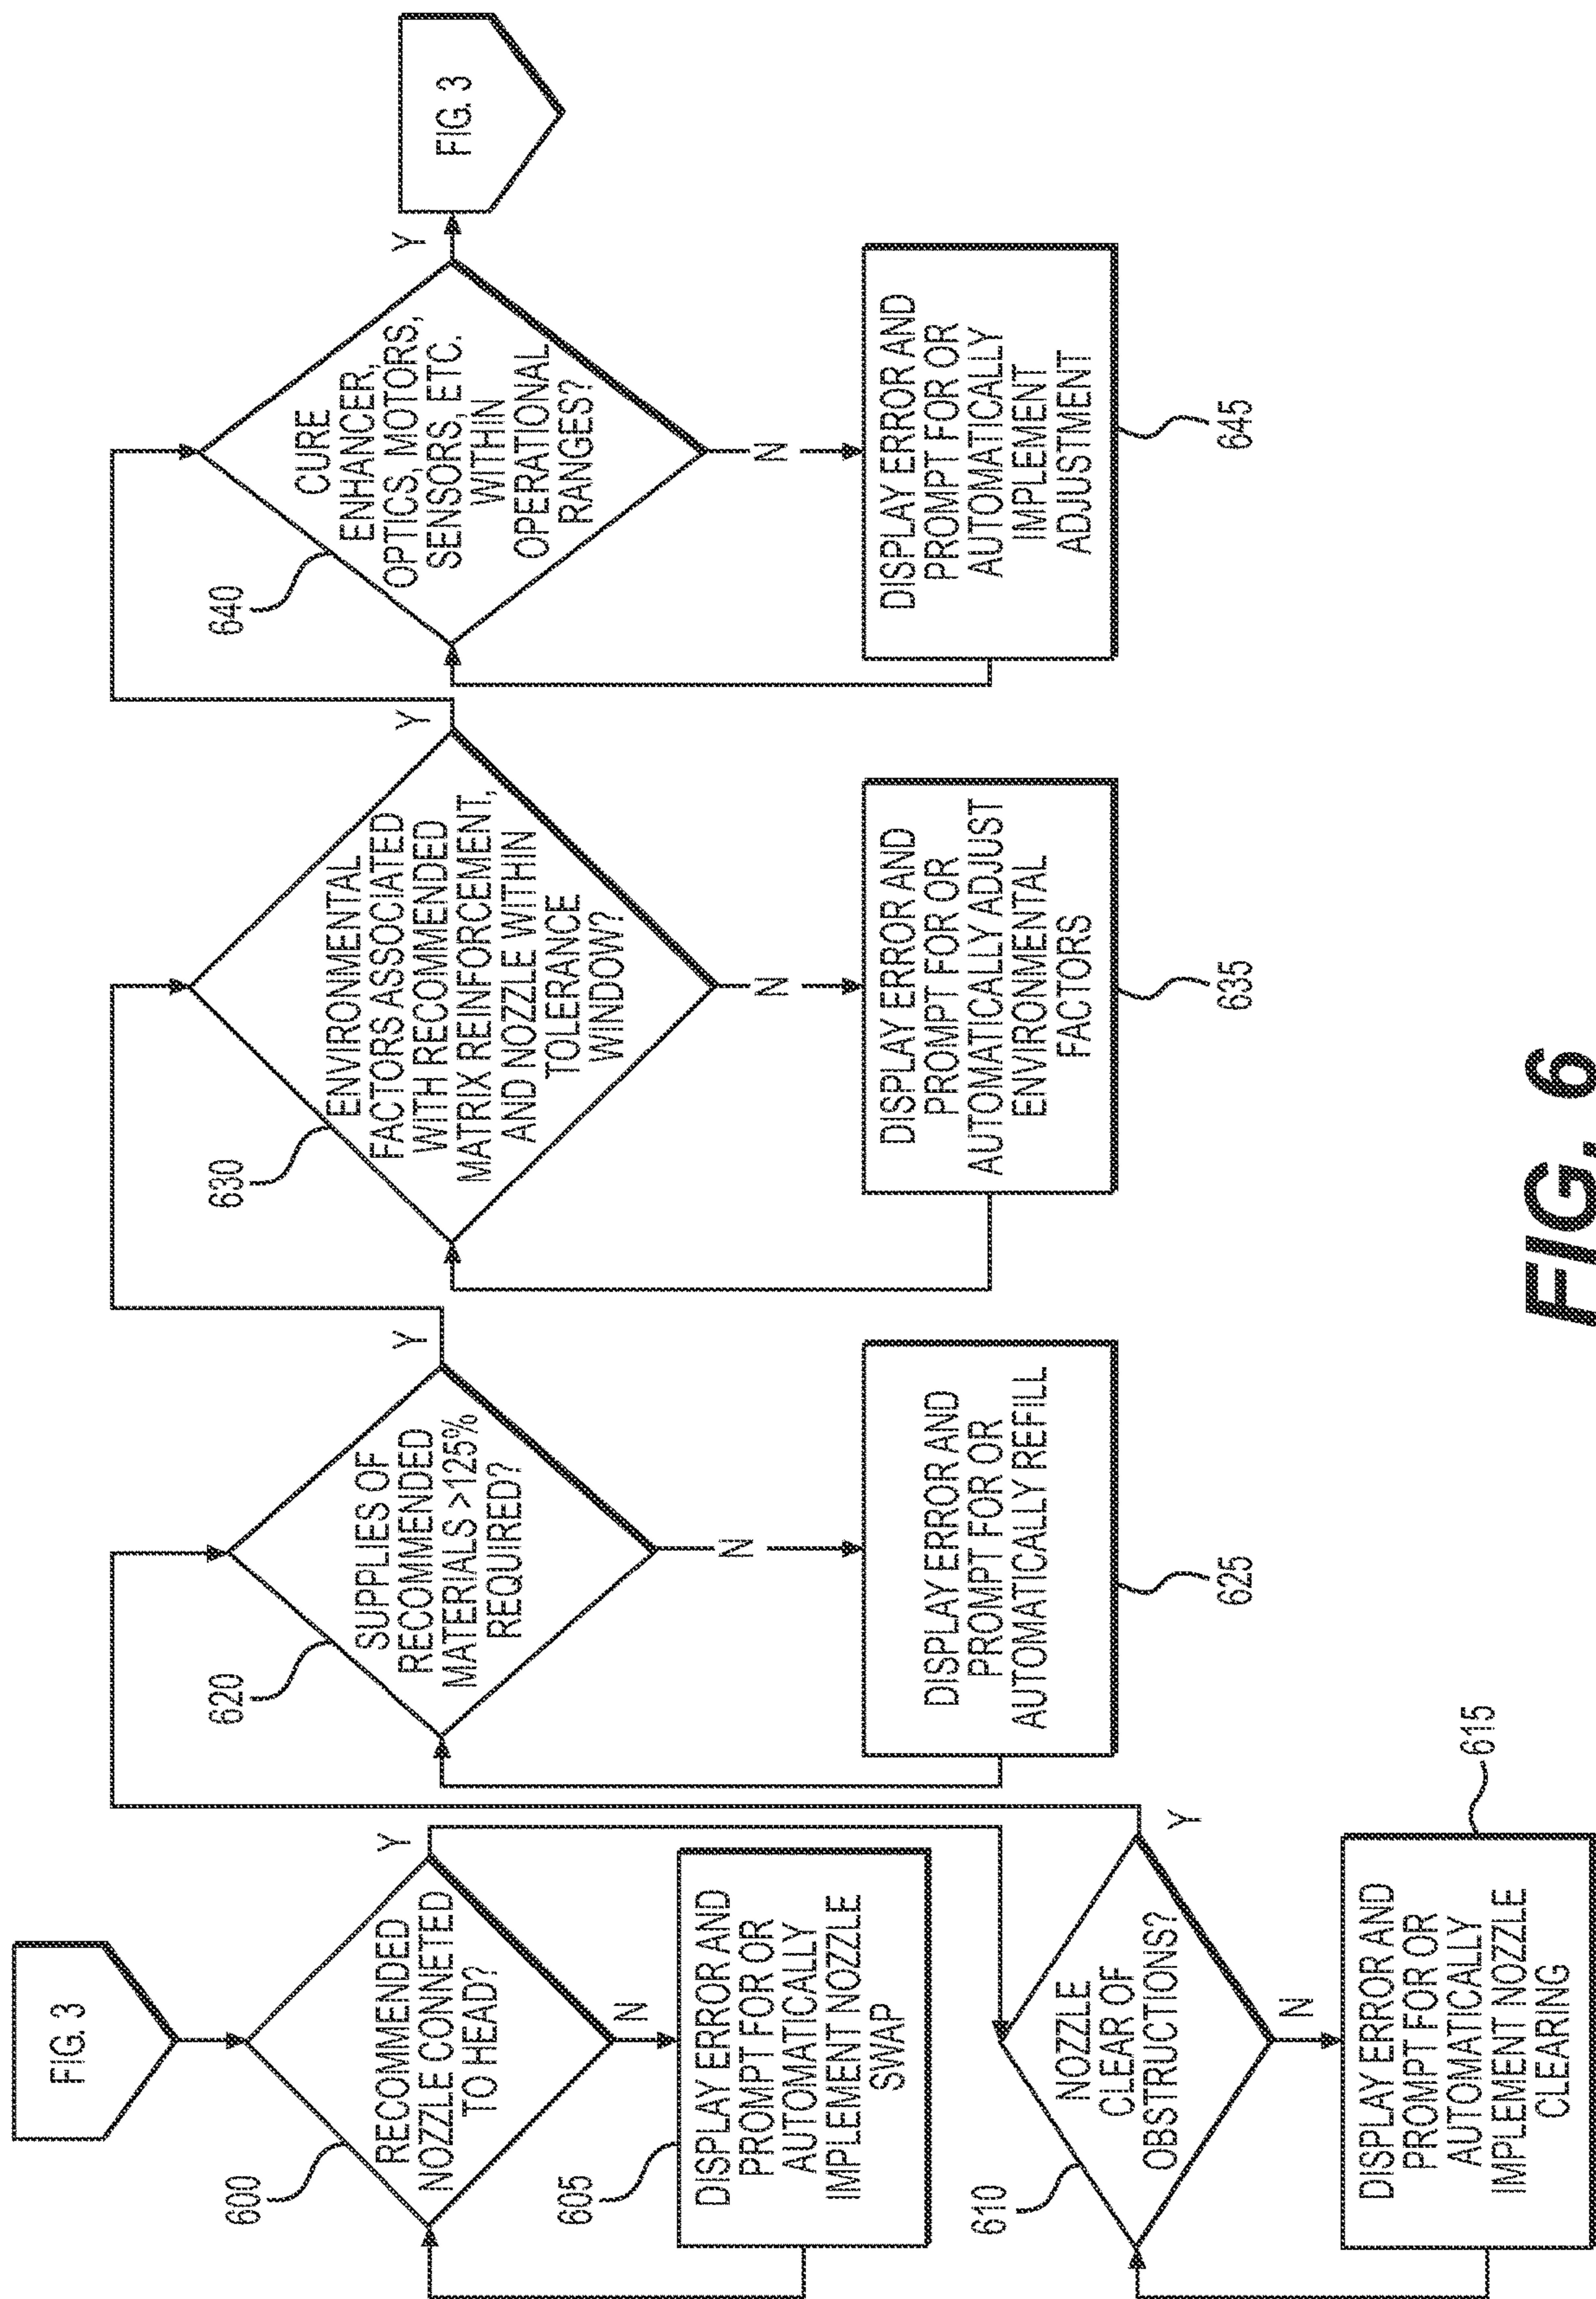 FIG. 3
600
RECOMMENDED
NOZZLE CONNETED
TO HEAD?
Y
N
605
DISPLAY ERROR AND
PROMPT FOR OR
AUTOMATICALLY
IMPLEMENT NOZZLE
SWAP
610
NOZZLE
CLEAR OF
OBSTRUCTIONS?
Y
N
615
DISPLAY ERROR AND
PROMPT FOR OR
AUTOMATICALLY
IMPLEMENT NOZZLE
CLEARING
620
SUPPLIES OF
RECOMMENDED
MATERIALS >125%
REQUIRED?
Y
N
DISPLAY ERROR AND
PROMPT FOR OR
AUTOMATICALLY REFILL
625
630
ENVIRONMENTAL
FACTORS ASSOCIATED
WITH RECOMMENDED
MATRIX REINFORCEMENT,
AND NOZZLE WITHIN
TOLERANCE
WINDOW?
Y
N
DISPLAY ERROR AND
PROMPT FOR OR
AUTOMATICALLY ADJUST
ENVIRONMENTAL
FACTORS
635
640
CURE
ENHANCER,
OPTICS, MOTORS,
SENSORS, ETC.
WITHIN
OPERATIONAL
RANGES?
Y
N
DISPLAY ERROR AND
PROMPT FOR OR
AUTOMATICALLY
IMPLEMENT
ADJUSTMENT
645
FIG. 3
FIG. 6